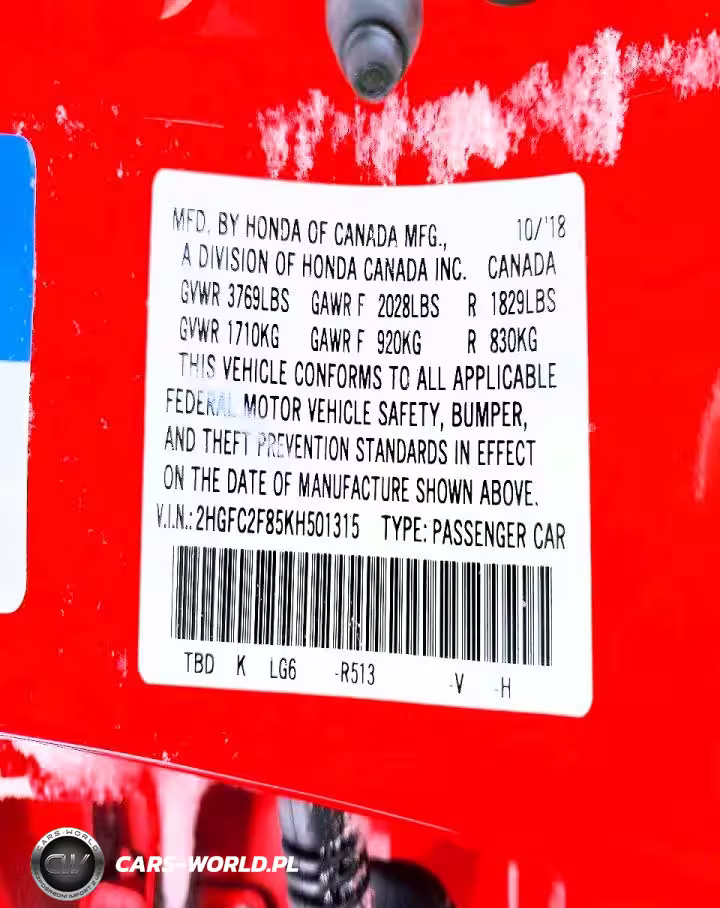 MFD. BY HONDA OF CANADA MFG., 10/'18
A DIVISION OF HONDA CANADA INC. CANADA
GVWR 3769LBS GAWR F 2028LBS R 1829LBS
GVWR 1710KG GAWR F 920KG R 830KG
THIS VEHICLE CONFORMS TO ALL APPLICABLE
FEDERAL MOTOR VEHICLE SAFETY, BUMPER,
AND THEFT PREVENTION STANDARDS IN EFFECT
ON THE DATE OF MANUFACTURE SHOWN ABOVE.
V.I.N.: 2HGFC2F85KH501315 TYPE: PASSENGER CAR
TBD K LG6 -R513 -V -H
CARS-WORLD
CW
CARS-WORLD.PL